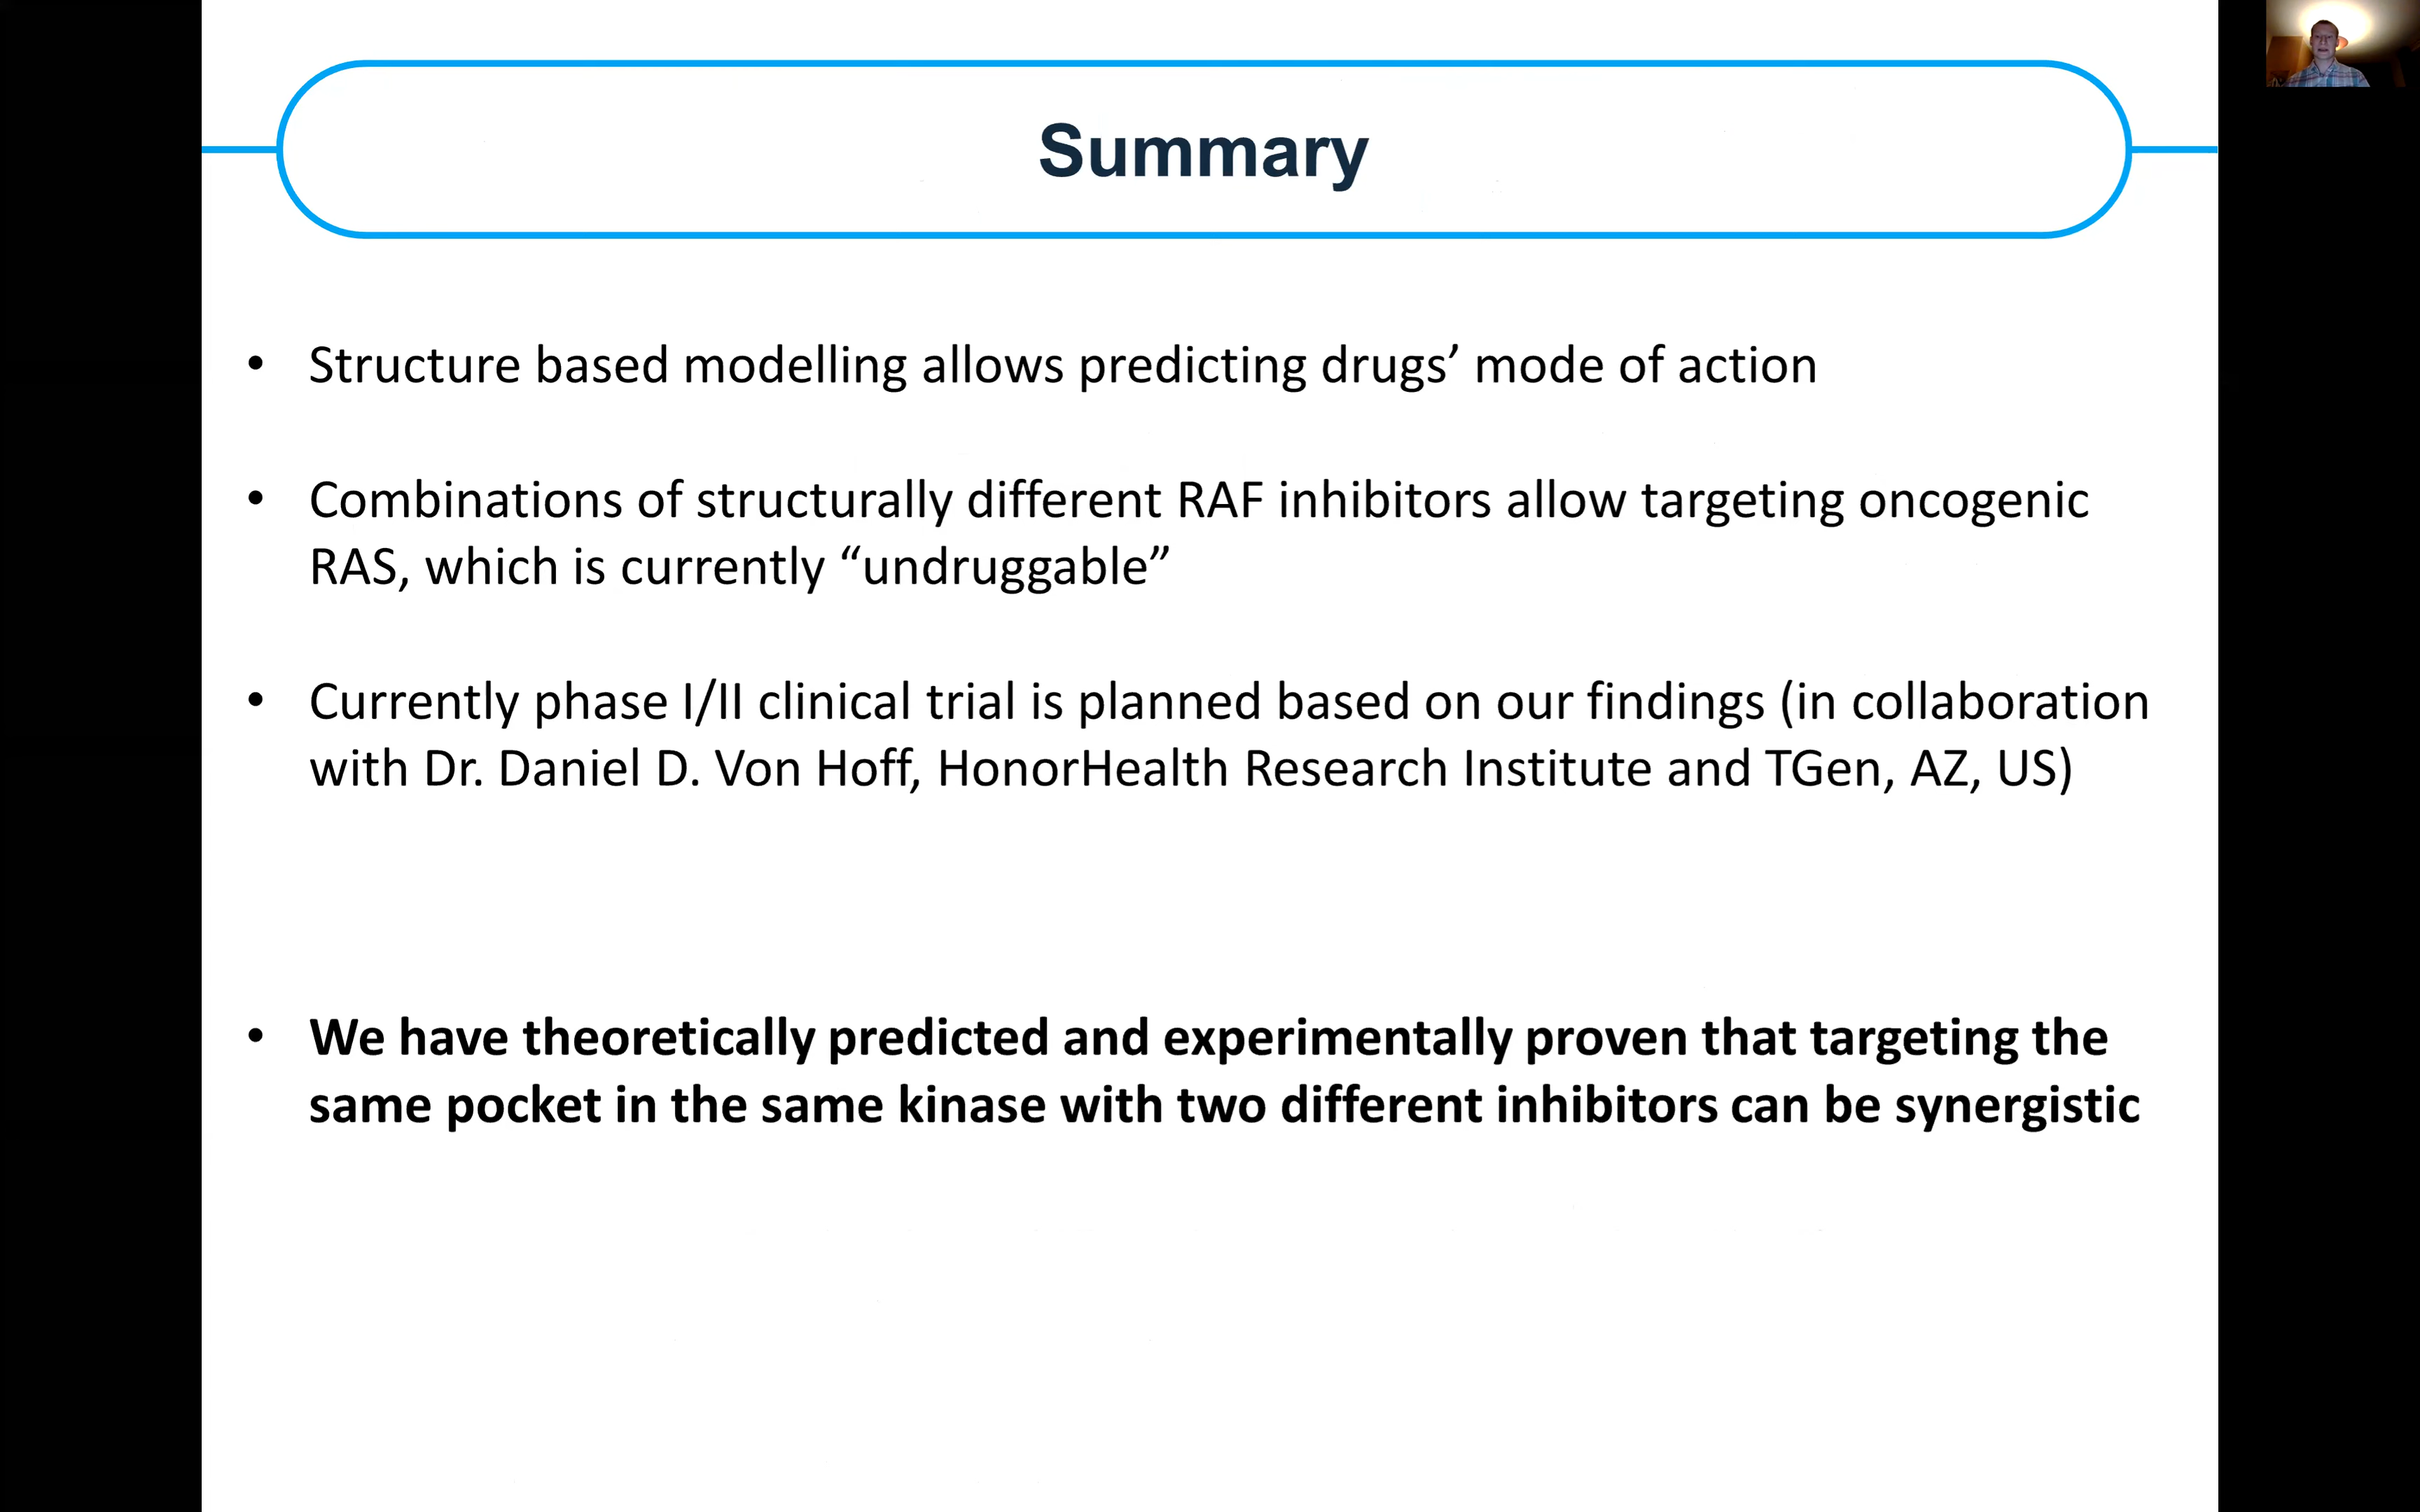 Summary
• Structure based modelling allows predicting drugs’ mode of action
• Combinations of structurally different RAF inhibitors allow targeting oncogenic
RAS, which is currently “undruggable”
• Currently phase I/II clinical trial is planned based on our findings (in collaboration
with Dr. Daniel D. Von Hoff, HonorHealth Research Institute and TGen, AZ, US)
• We have theoretically predicted and experimentally proven that targeting the
same pocket in the same kinase with two different inhibitors can be synergistic